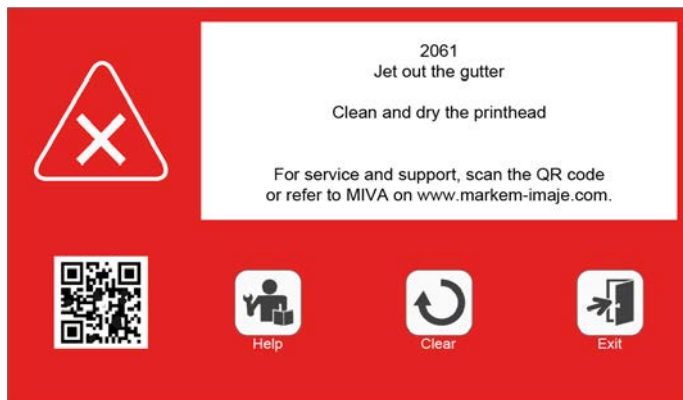 2061
Jet out the gutter
Clean and dry the printhead
For service and support, scan the QR code
or refer to MIVA on www.markem-imaje.com.
Help
Clear
Exit